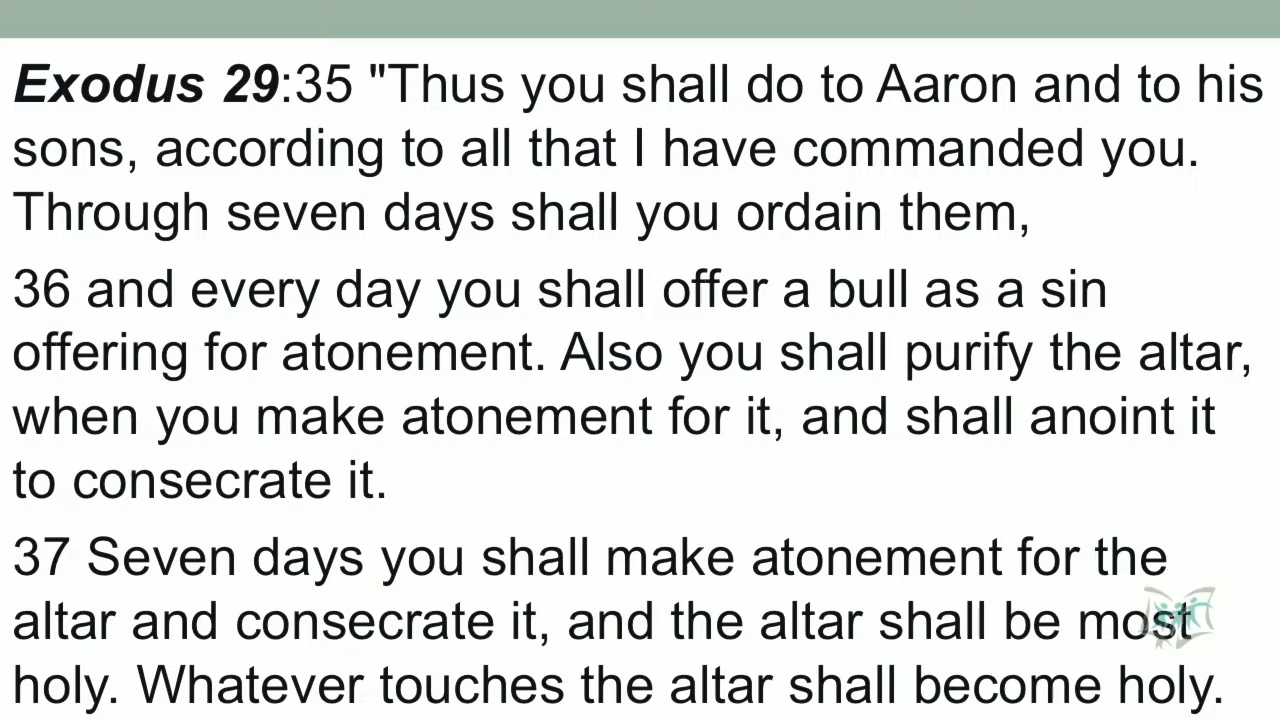 Exodus 29:35 "Thus you shall do to Aaron and to his
sons, according to all that I have commanded you.
Through seven days shall you ordain them,
36 and every day you shall offer a bull as a sin
offering for atonement. Also you shall purify the altar,
when you make atonement for it, and shall anoint it
to consecrate it.
37 Seven days you shall make atonement for the
altar and consecrate it, and the altar shall be most
holy. Whatever touches the altar shall become holy.